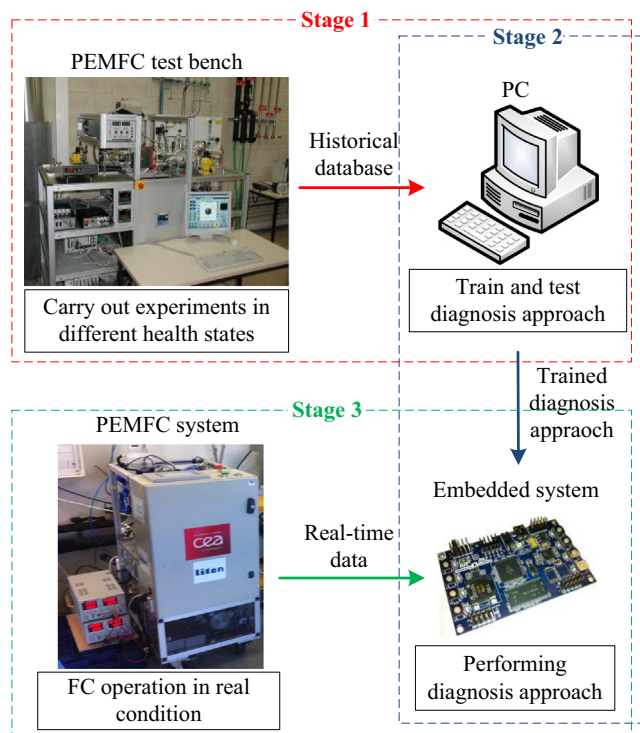 Stage 1
Stage 2
PEMFC test bench
PC
Historical
database
Carry out experiments in
different health states
Train and test
diagnosis approach
Trained
diagnosis
appraoch
Stage 3
PEMFC system
Embedded system
Real-time
data
cea
liten
FC operation in real
condition
Performing
diagnosis approach